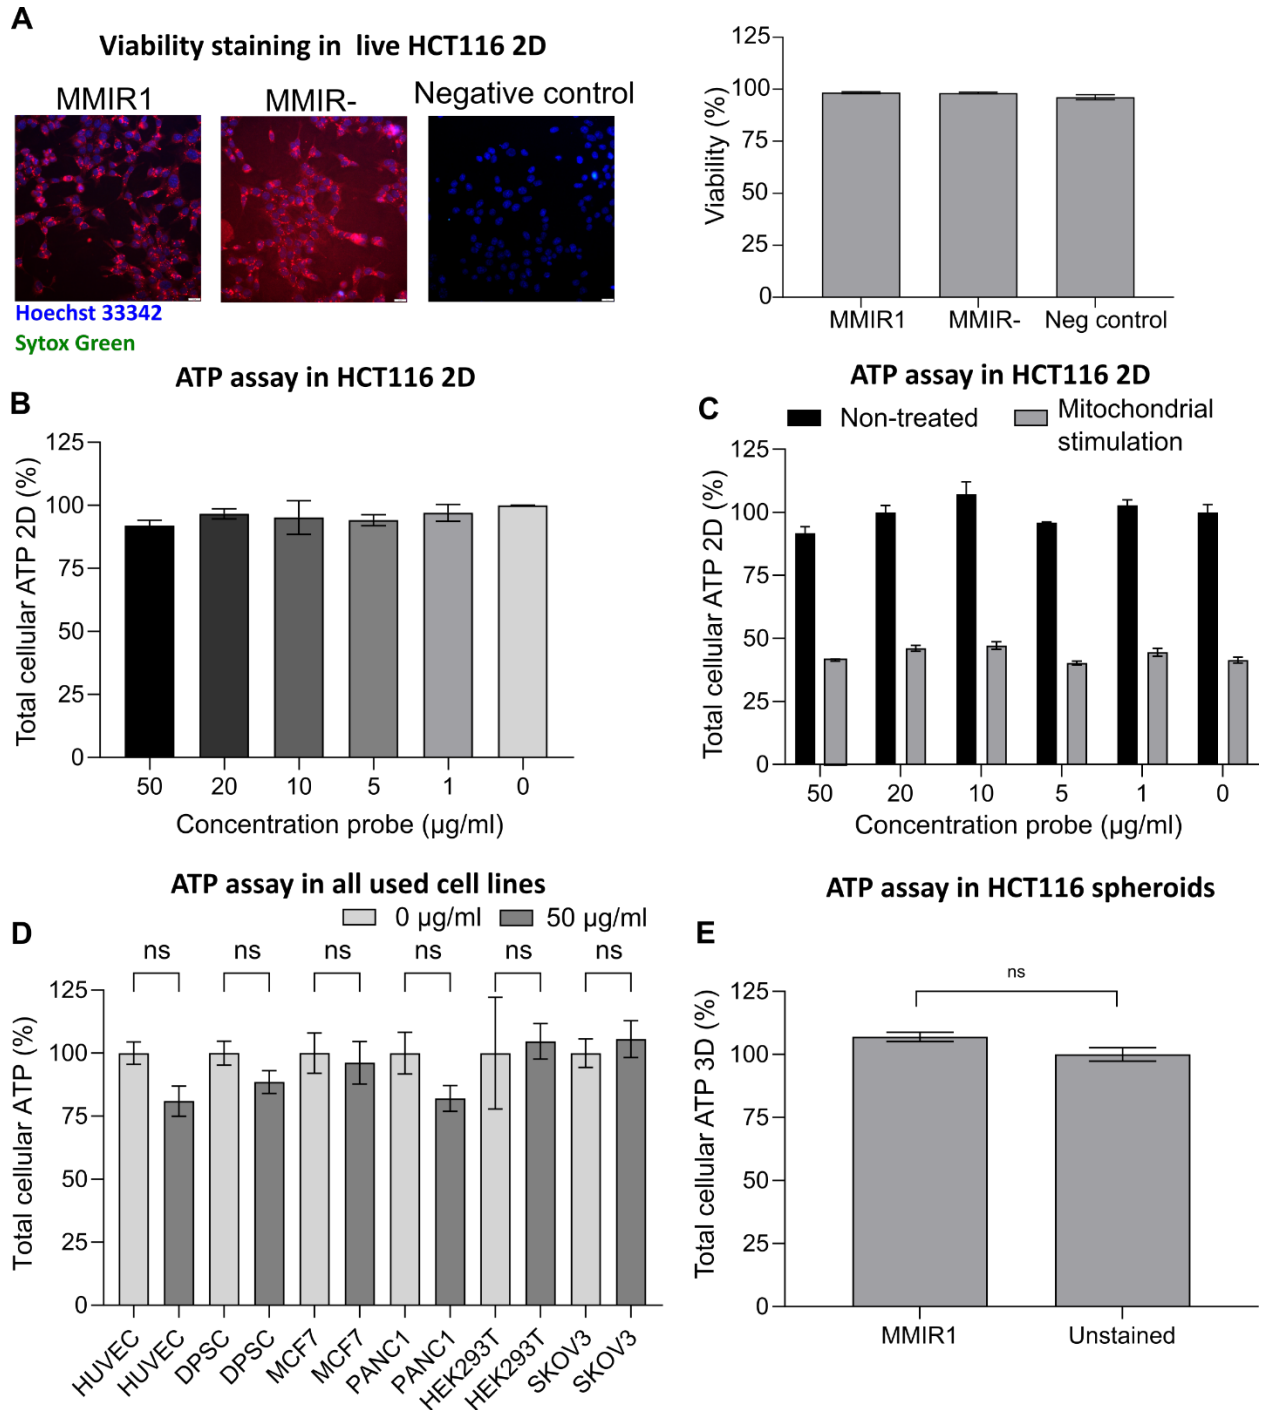 A
Viability staining in live HCT116 2D
MMIR1
MMIR-
Negative control
Hoechst 33342
Sytox Green
125
100
75
50
25
0
Viability (%)
MMIR1
MMIR-
Neg control
B
ATP assay in HCT116 2D
125
100
75
50
25
0
Total cellular ATP 2D (%)
50
20
10
5
1
0
Concentration probe (µg/ml)
C
ATP assay in HCT116 2D
Non-treated
Mitochondrial
stimulation
125
100
75
50
25
0
Total cellular ATP 2D (%)
50
20
10
5
1
0
Concentration probe (µg/ml)
D
ATP assay in all used cell lines
0 µg/ml
50 µg/ml
ns
ns
ns
ns
ns
ns
125
100
75
50
25
0
Total cellular ATP (%)
HUVEC
HUVEC
DPSC
DPSC
MCF7
MCF7
PANC1
PANC1
HEK293T
HEK293T
SKOV3
SKOV3
E
ATP assay in HCT116 spheroids
ns
125
100
75
50
25
0
Total cellular ATP 3D (%)
MMIR1
Unstained